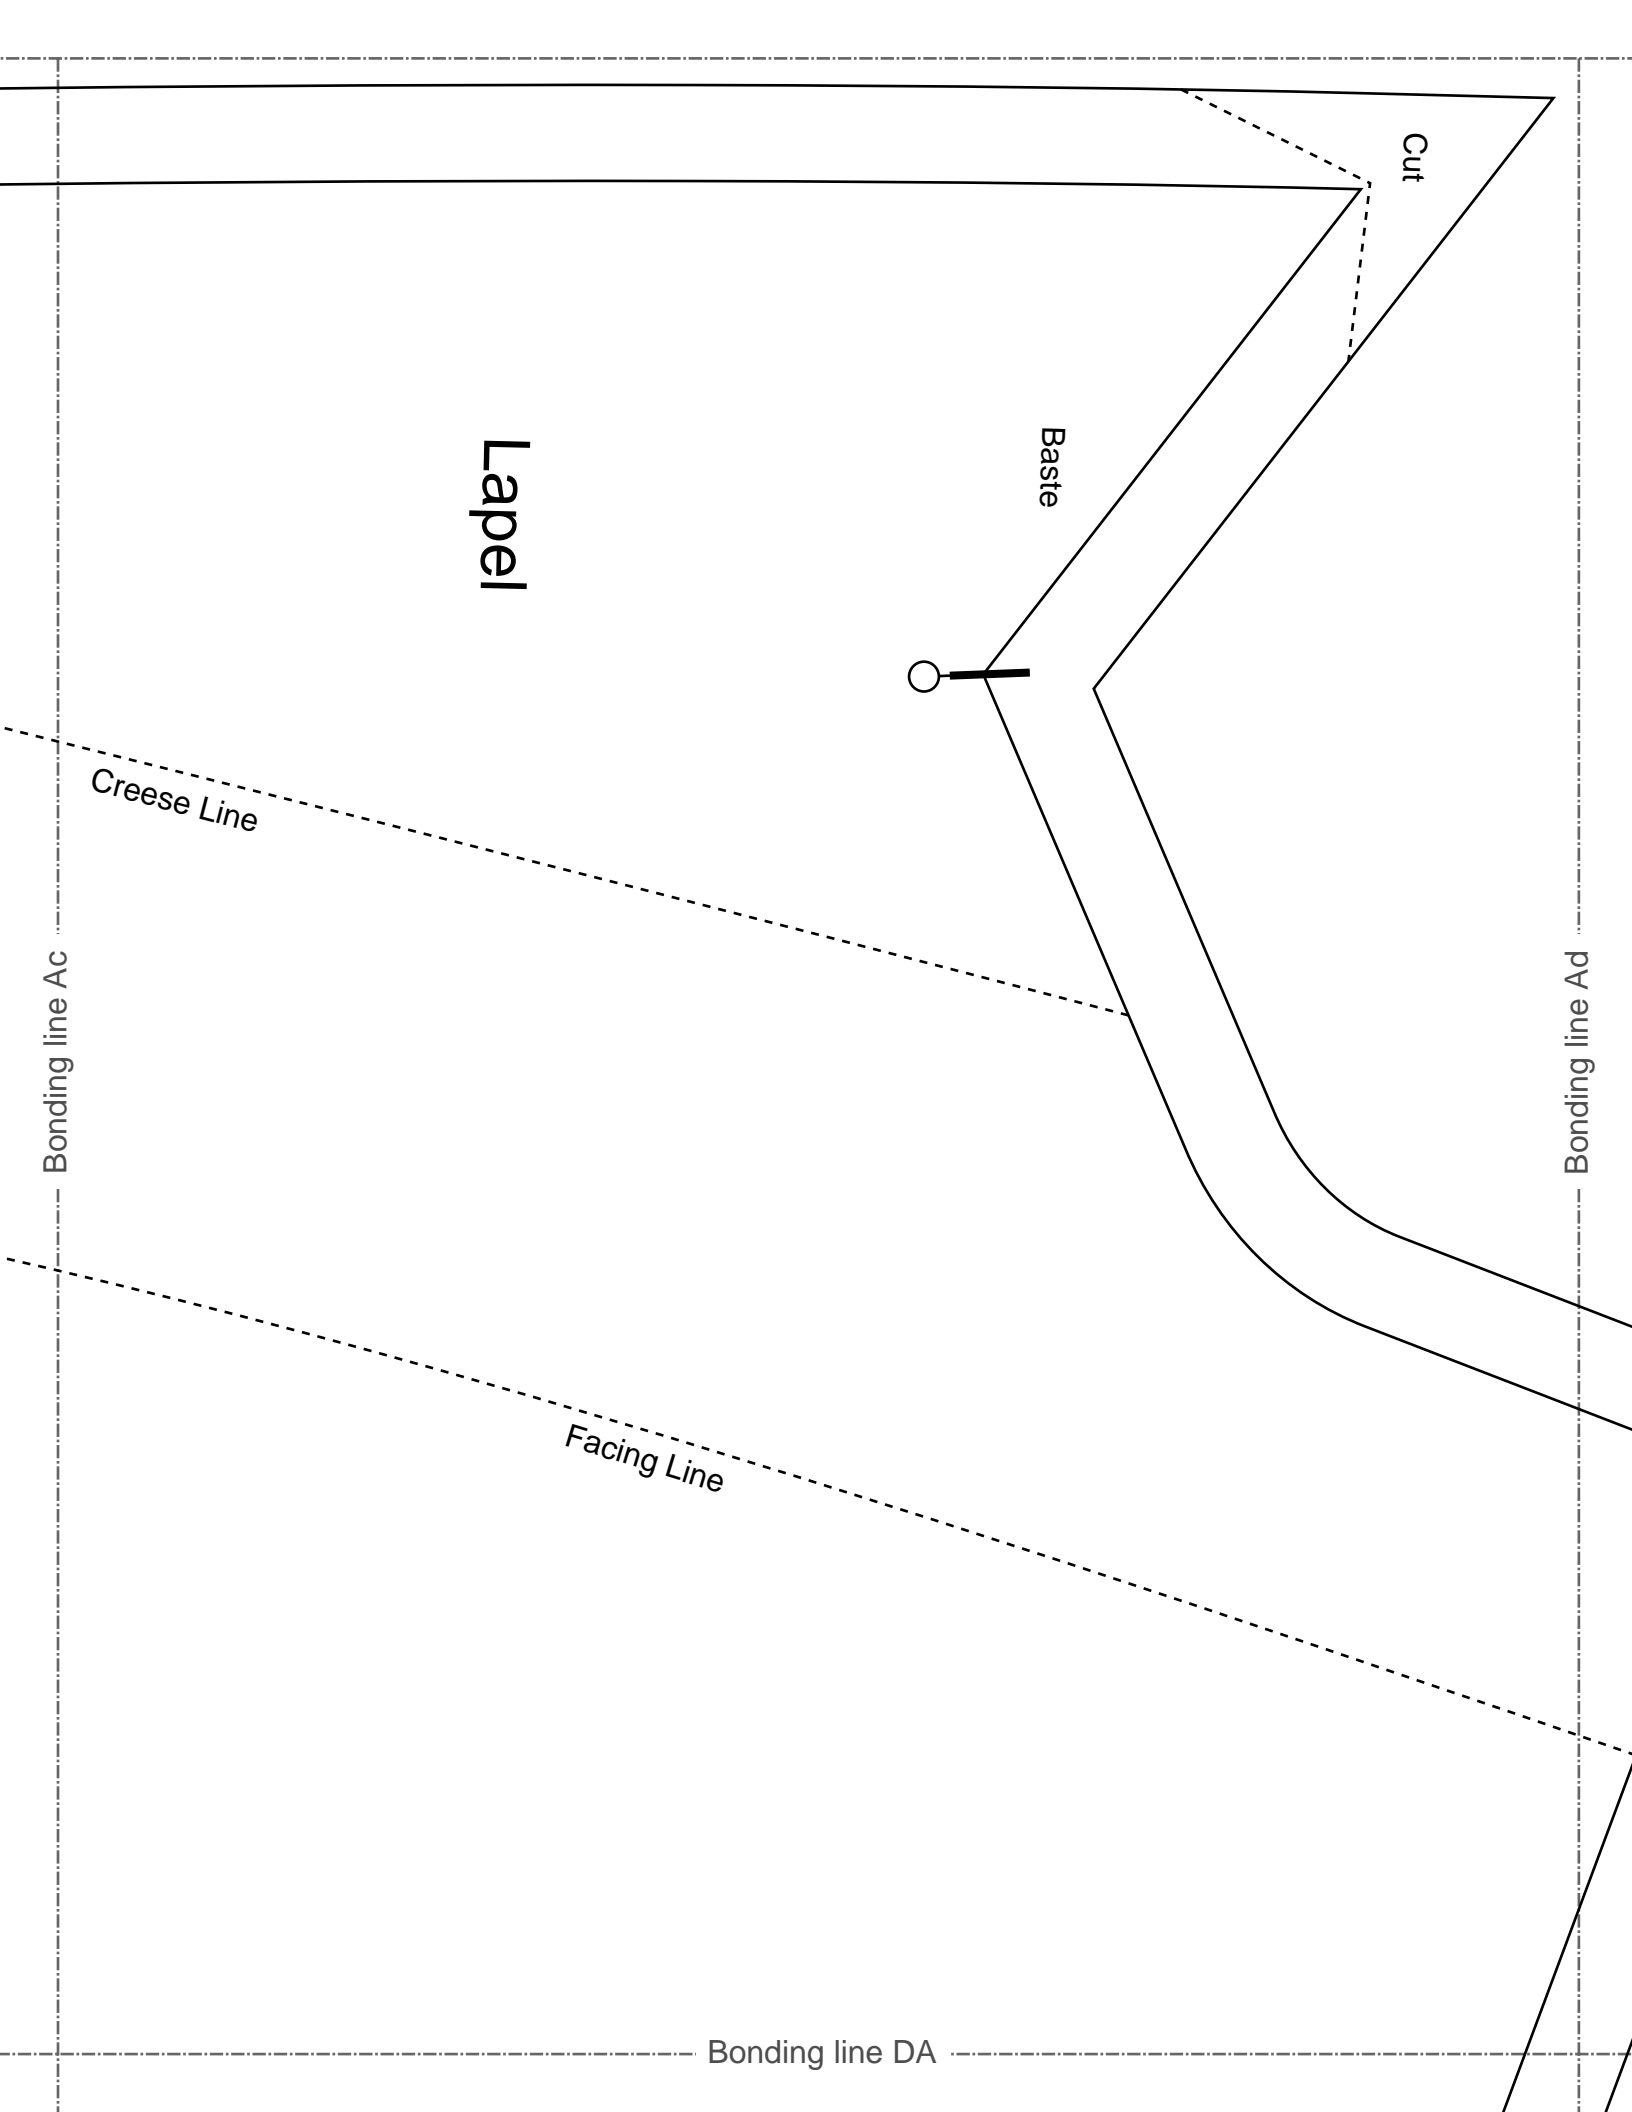 Cut
Baste
Lapel
Creese Line
Bonding line Ac
Bonding line Ad
Facing Line
Bonding line DA